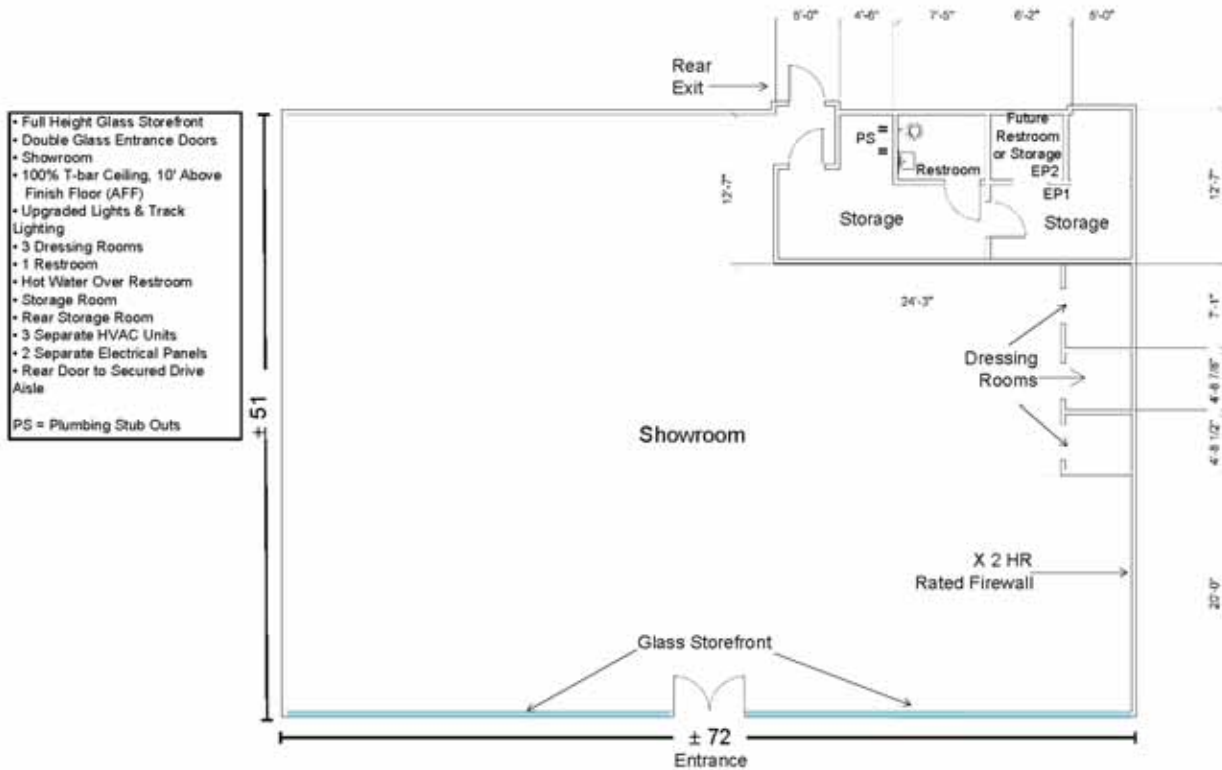 5'-0"
4'-6"
7'-5"
6'-2"
5'-0"
Rear
Exit
• Full Height Glass Storefront
• Double Glass Entrance Doors
• Showroom
• 100% T-bar Ceiling, 10' Above
Finish Floor (AFF)
• Upgraded Lights & Track
Lighting
• 3 Dressing Rooms
• 1 Restroom
• Hot Water Over Restroom
• Storage Room
• Rear Storage Room
• 3 Separate HVAC Units
• 2 Separate Electrical Panels
• Rear Door to Secured Drive
Aisle
PS = Plumbing Stub Outs
± 51
12'-7"
PS
Restroom
Future
Restroom
or Storage
EP2
EP1
Storage
Storage
12'-7"
24'-3"
7'-1"
Dressing
Rooms
4'-8 7/8"
4'-8 1/2"
Showroom
X 2 HR
Rated Firewall
20'-0"
Glass Storefront
± 72
Entrance